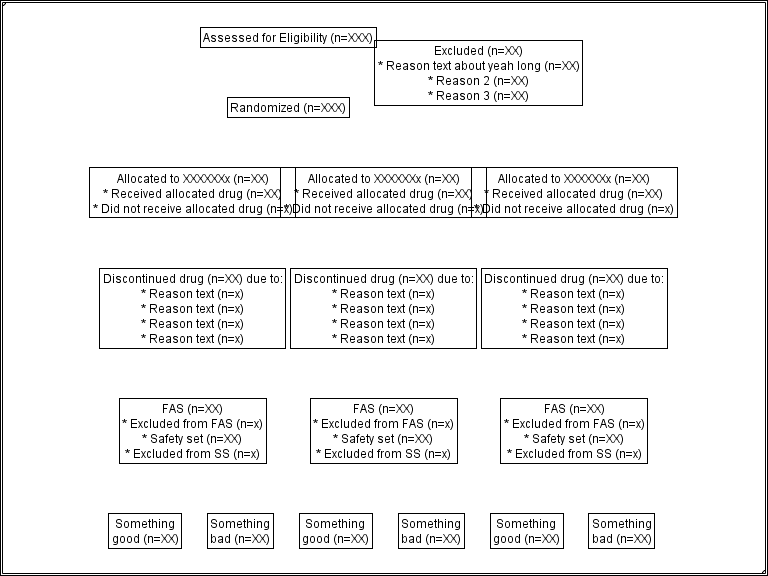 Assessed for Eligibility (n=XXX)
Excluded (n=XX)
* Reason text about yeah long (n=XX)
* Reason 2 (n=XX)
* Reason 3 (n=XX)
Randomized (n=XXX)
Allocated to XXXXXXx (n=XX)
* Received allocated drug (n=XX)
* Did not receive allocated drug (n=x)
Allocated to XXXXXXx (n=XX)
* Received allocated drug (n=XX)
* Did not receive allocated drug (n=x)
Allocated to XXXXXXx (n=XX)
* Received allocated drug (n=XX)
* Did not receive allocated drug (n=x)
Discontinued drug (n=XX) due to:
* Reason text (n=x)
* Reason text (n=x)
* Reason text (n=x)
* Reason text (n=x)
Discontinued drug (n=XX) due to:
* Reason text (n=x)
* Reason text (n=x)
* Reason text (n=x)
* Reason text (n=x)
Discontinued drug (n=XX) due to:
* Reason text (n=x)
* Reason text (n=x)
* Reason text (n=x)
* Reason text (n=x)
FAS (n=XX)
* Excluded from FAS (n=x)
* Safety set (n=XX)
* Excluded from SS (n=x)
FAS (n=XX)
* Excluded from FAS (n=x)
* Safety set (n=XX)
* Excluded from SS (n=x)
FAS (n=XX)
* Excluded from FAS (n=x)
* Safety set (n=XX)
* Excluded from SS (n=x)
Something
good (n=XX)
Something
bad (n=XX)
Something
good (n=XX)
Something
bad (n=XX)
Something
good (n=XX)
Something
bad (n=XX)